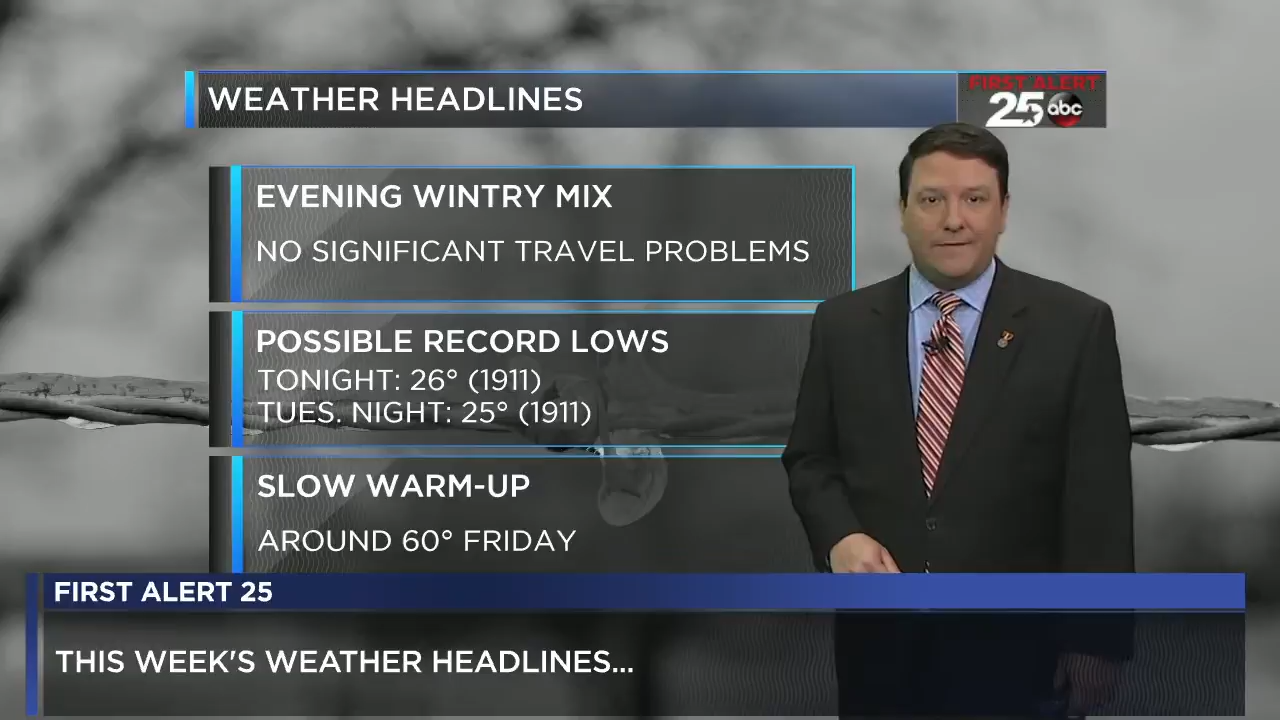 WEATHER HEADLINES
FIRST ALERT
25 abc
EVENING WINTRY MIX
NO SIGNIFICANT TRAVEL PROBLEMS
POSSIBLE RECORD LOWS
TONIGHT: 26° (1911)
TUES. NIGHT: 25° (1911)
SLOW WARM-UP
AROUND 60° FRIDAY
FIRST ALERT 25
THIS WEEK'S WEATHER HEADLINES...